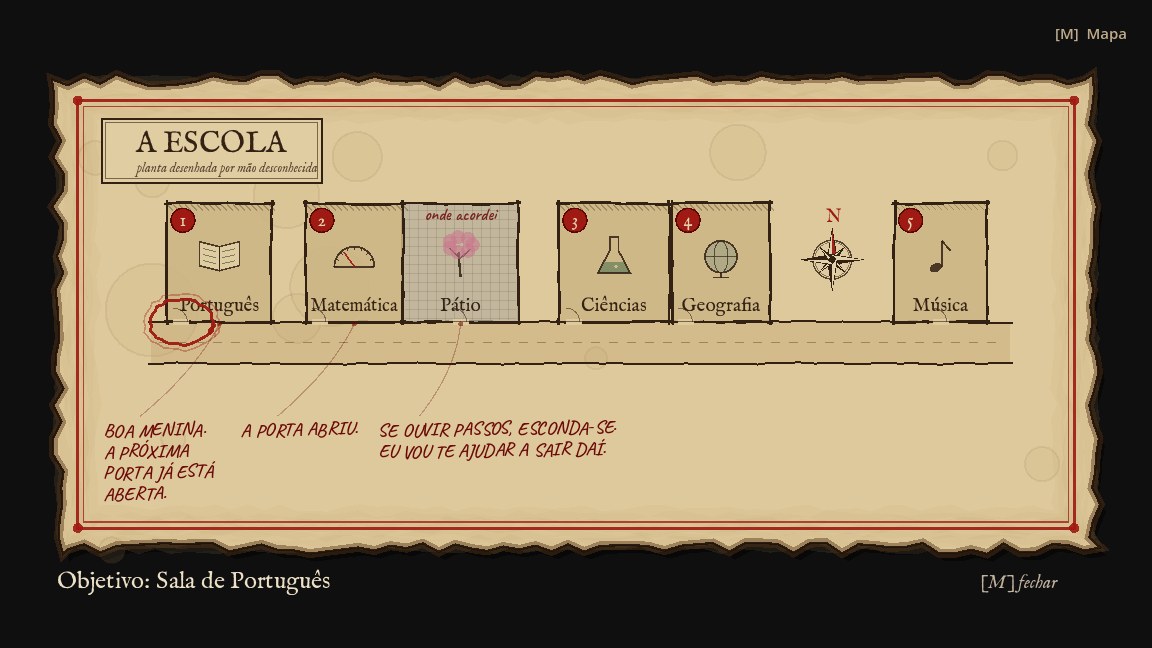 [M] Mapa
A ESCOLA
planta desenhada por mão desconhecida
1
2
onde acordei
3
4
N
5
Português
Matemática
Pátio
Ciências
Geografia
Música
BOA MENINA.
A PRÓXIMA
PORTA JÁ ESTÁ
ABERTA.
A PORTA ABRIU.
SE OUVIR PASSOS, ESCONDA-SE.
EU VOU TE AJUDAR A SAIR DAÍ.
Objetivo: Sala de Português
[M] fechar